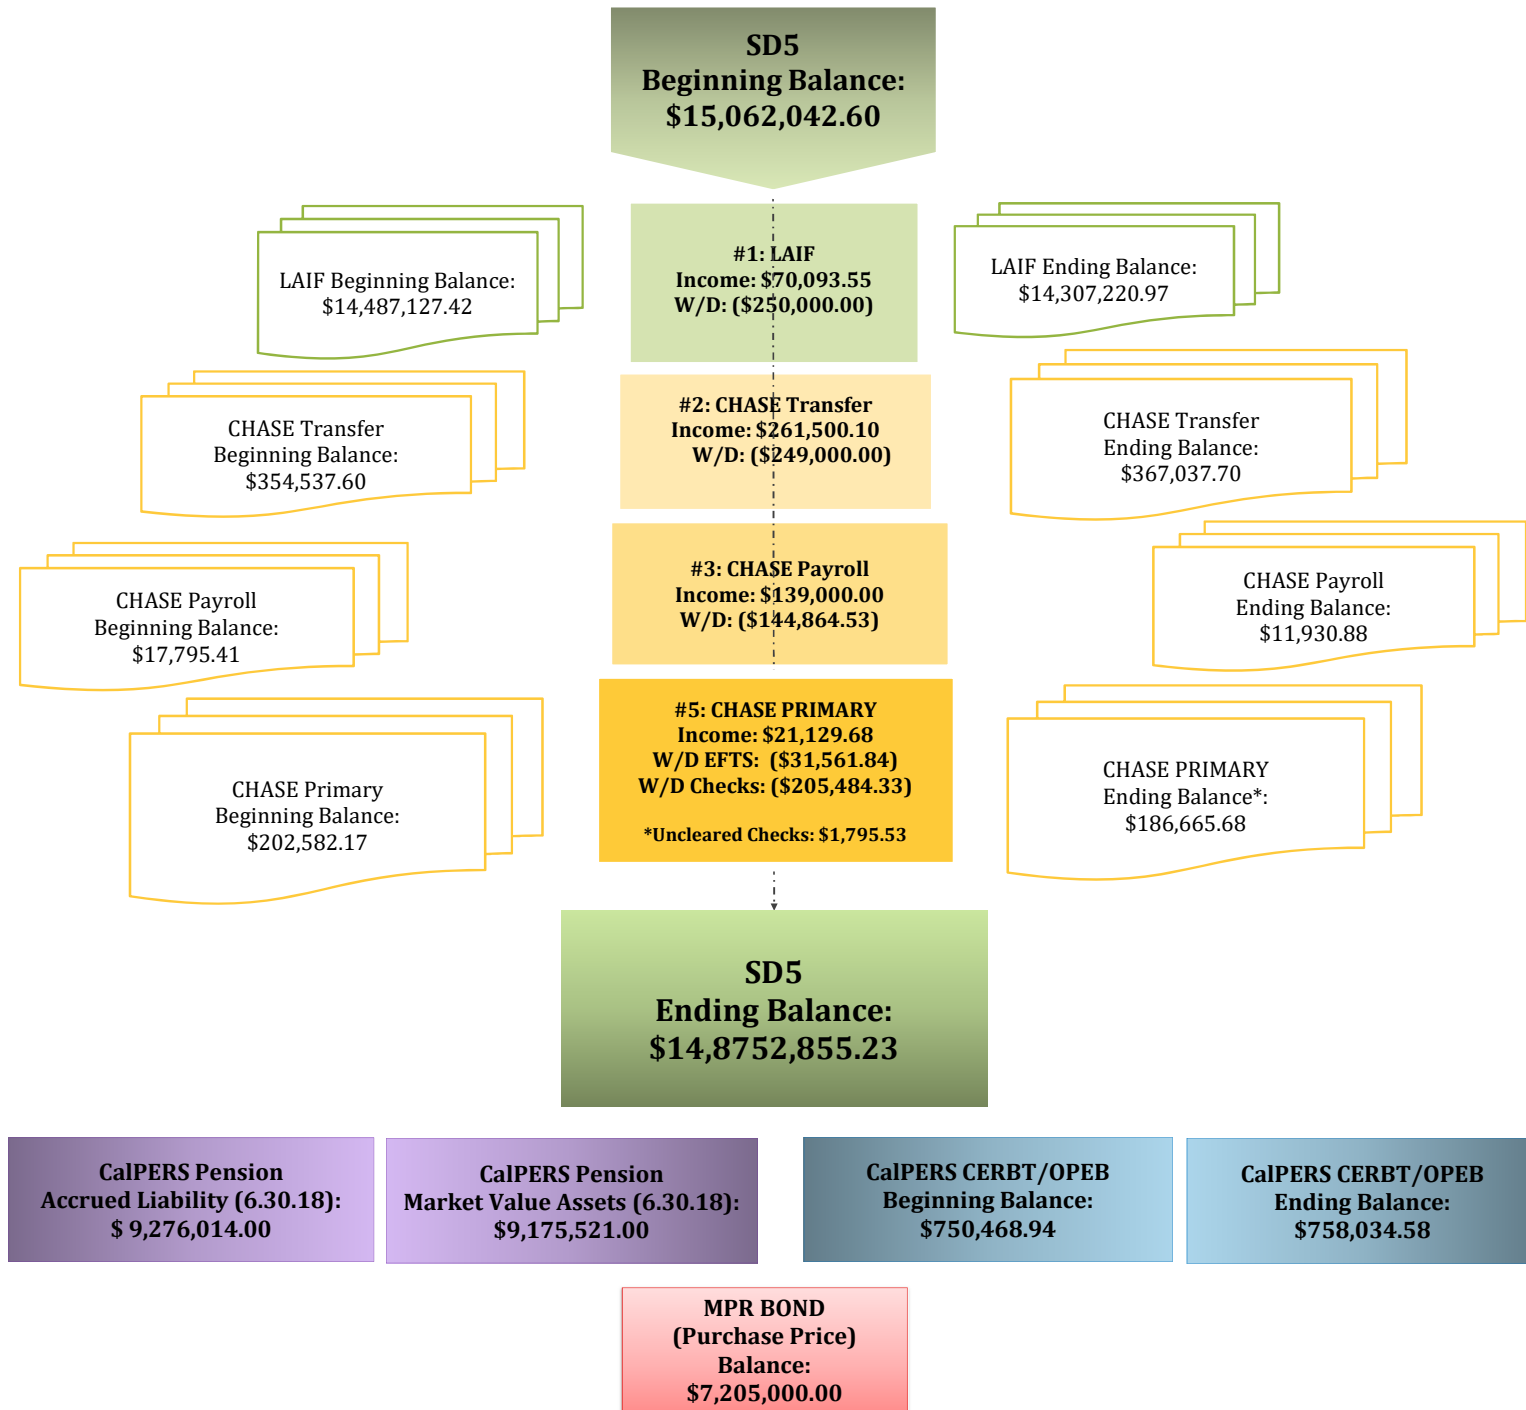 SD5
Beginning Balance:
$15,062,042.60
LAIF Beginning Balance:
$14,487,127.42
#1: LAIF
Income: $70,093.55
W/D: ($250,000.00)
LAIF Ending Balance:
$14,307,220.97
CHASE Transfer
Beginning Balance:
$354,537.60
#2: CHASE Transfer
Income: $261,500.10
W/D: ($249,000.00)
CHASE Transfer
Ending Balance:
$367,037.70
CHASE Payroll
Beginning Balance:
$17,795.41
#3: CHASE Payroll
Income: $139,000.00
W/D: ($144,864.53)
CHASE Payroll
Ending Balance:
$11,930.88
CHASE Primary
Beginning Balance:
$202,582.17
#5: CHASE PRIMARY
Income: $21,129.68
W/D EFTS: ($31,561.84)
W/D Checks: ($205,484.33)
*Uncleared Checks: $1,795.53
CHASE PRIMARY
Ending Balance*:
$186,665.68
SD5
Ending Balance:
$14,8752,855.23
CalPERS Pension
Accrued Liability (6.30.18):
$ 9,276,014.00
CalPERS Pension
Market Value Assets (6.30.18):
$9,175,521.00
CalPERS CERBT/OPEB
Beginning Balance:
$750,468.94
CalPERS CERBT/OPEB
Ending Balance:
$758,034.58
MPR BOND
(Purchase Price)
Balance:
$7,205,000.00